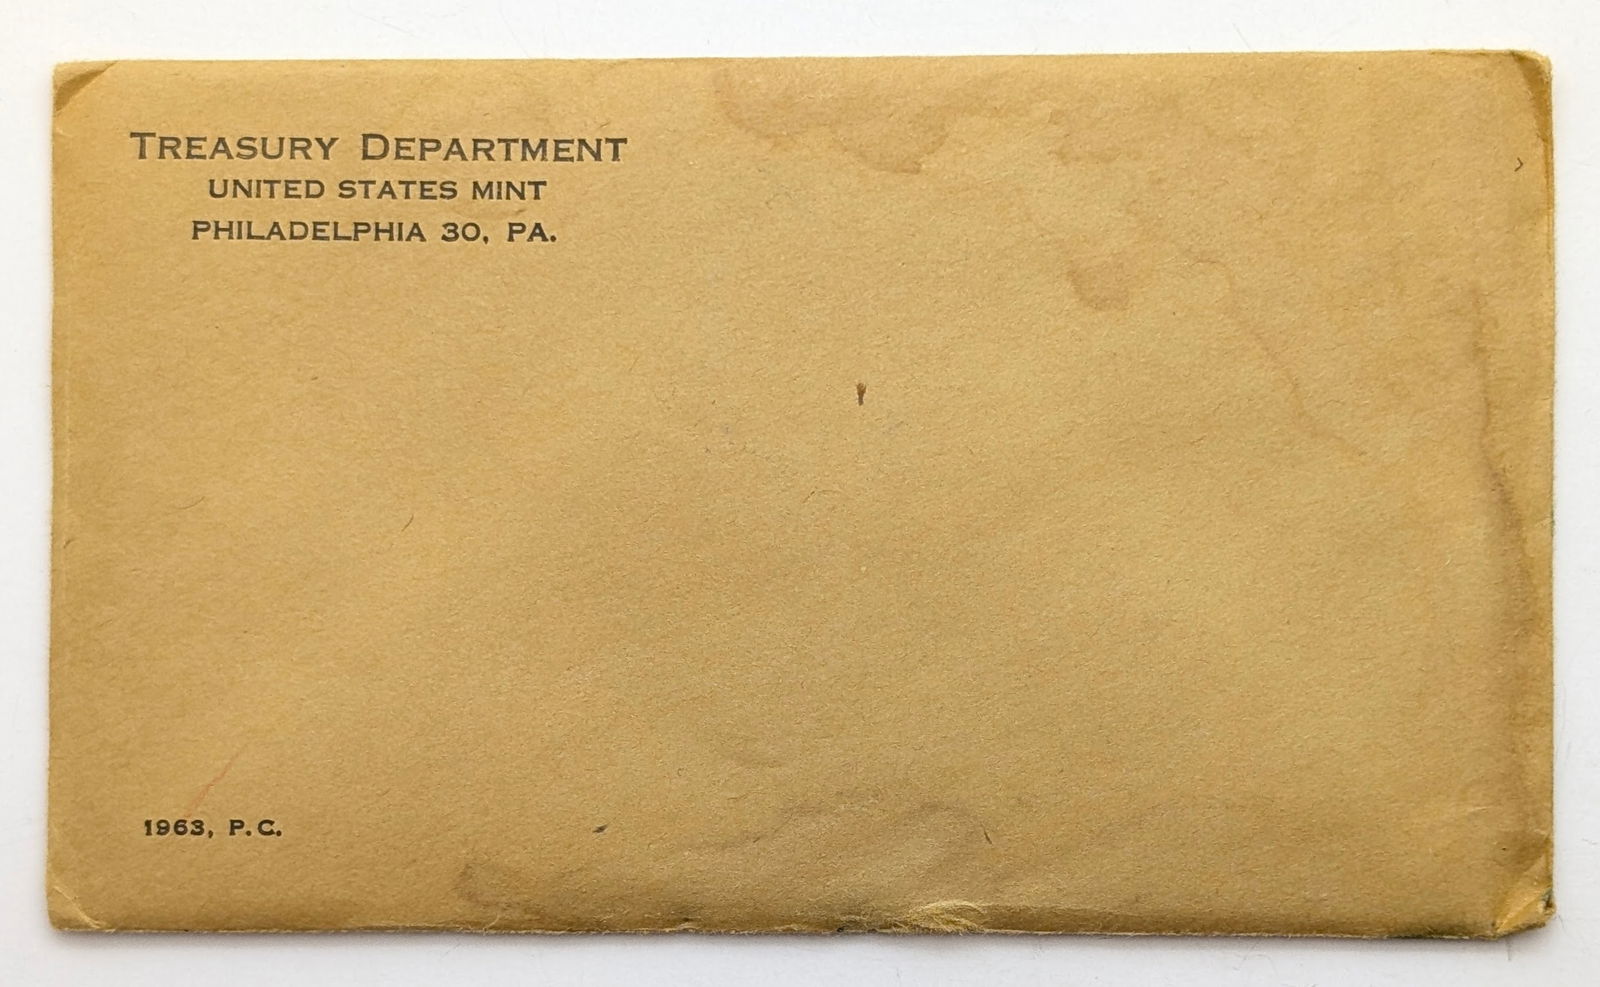 TREASURY DEPARTMENT
UNITED STATES MINT
PHILADELPHIA 30, PA.
1963, P.C.